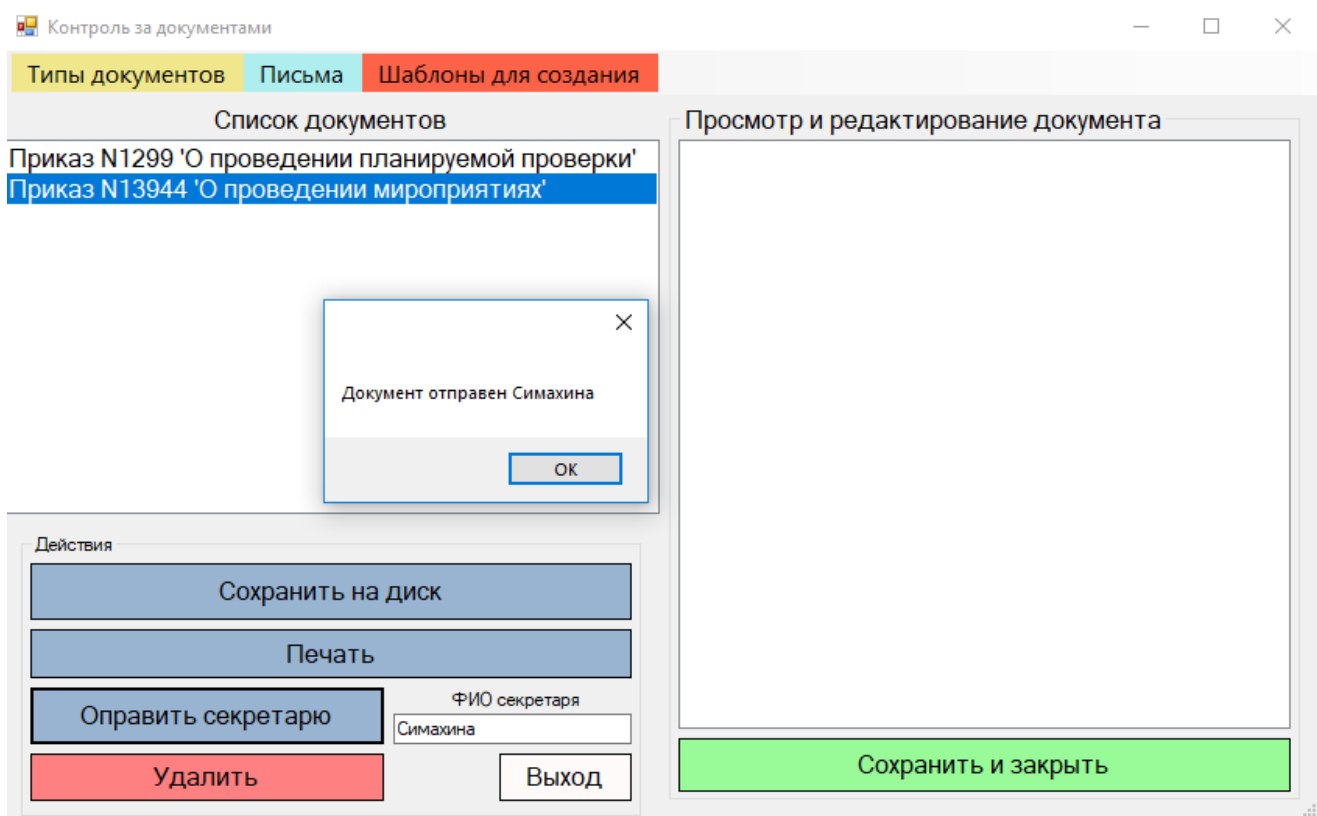 Контроль за документами
Типы документов Письма Шаблоны для создания
Список документов
Приказ N1299 'О проведении планируемой проверки'
Приказ N13944 'О проведении мероприятиях'
Просмотр и редактирование документа
Документ отправен Симахина
ОК
Действия
Сохранить на диск
Печать
Оправить секретарю
ФИО секретаря
Симахина
Удалить
Выход
Сохранить и закрыть